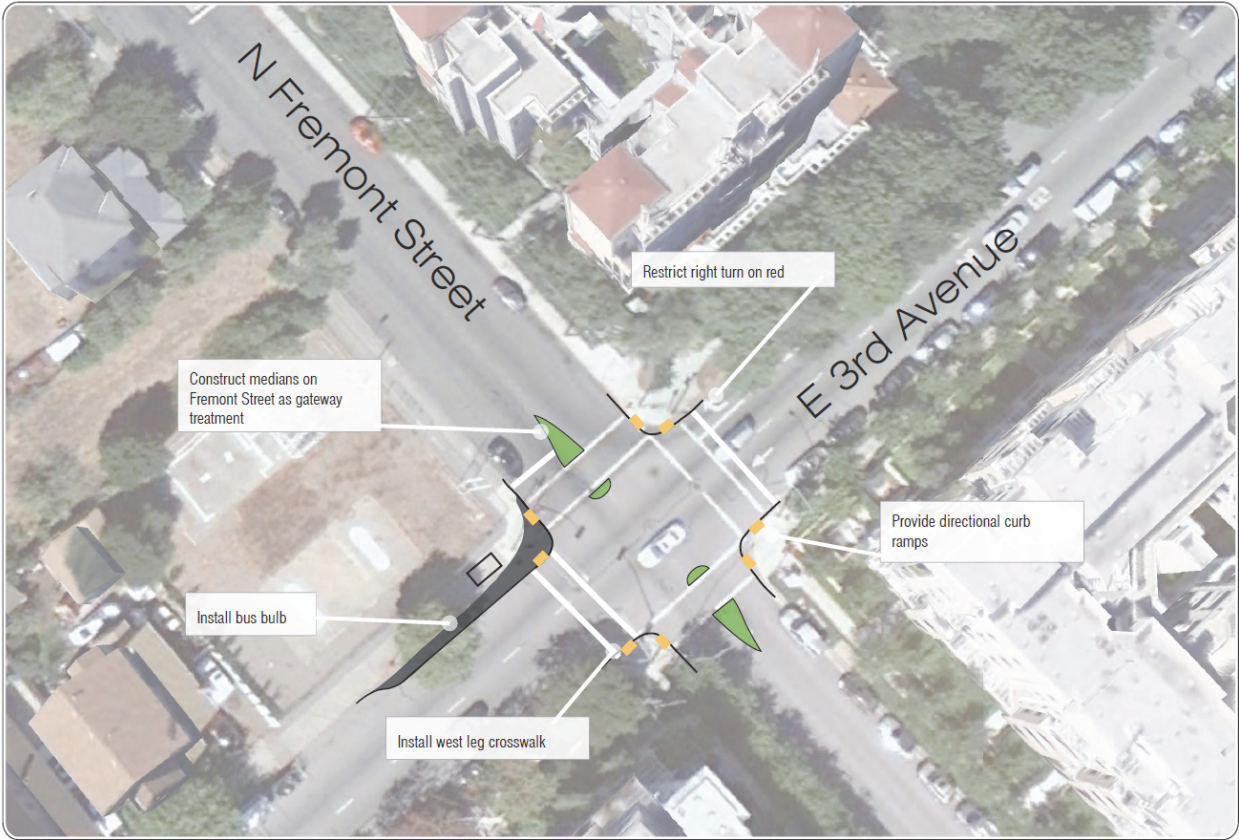 N Fremont Street
Restrict right turn on red
E 3rd Avenue
Construct medians on
Fremont Street as gateway
treatment
Provide directional curb
ramps
Install bus bulb
Install west leg crosswalk